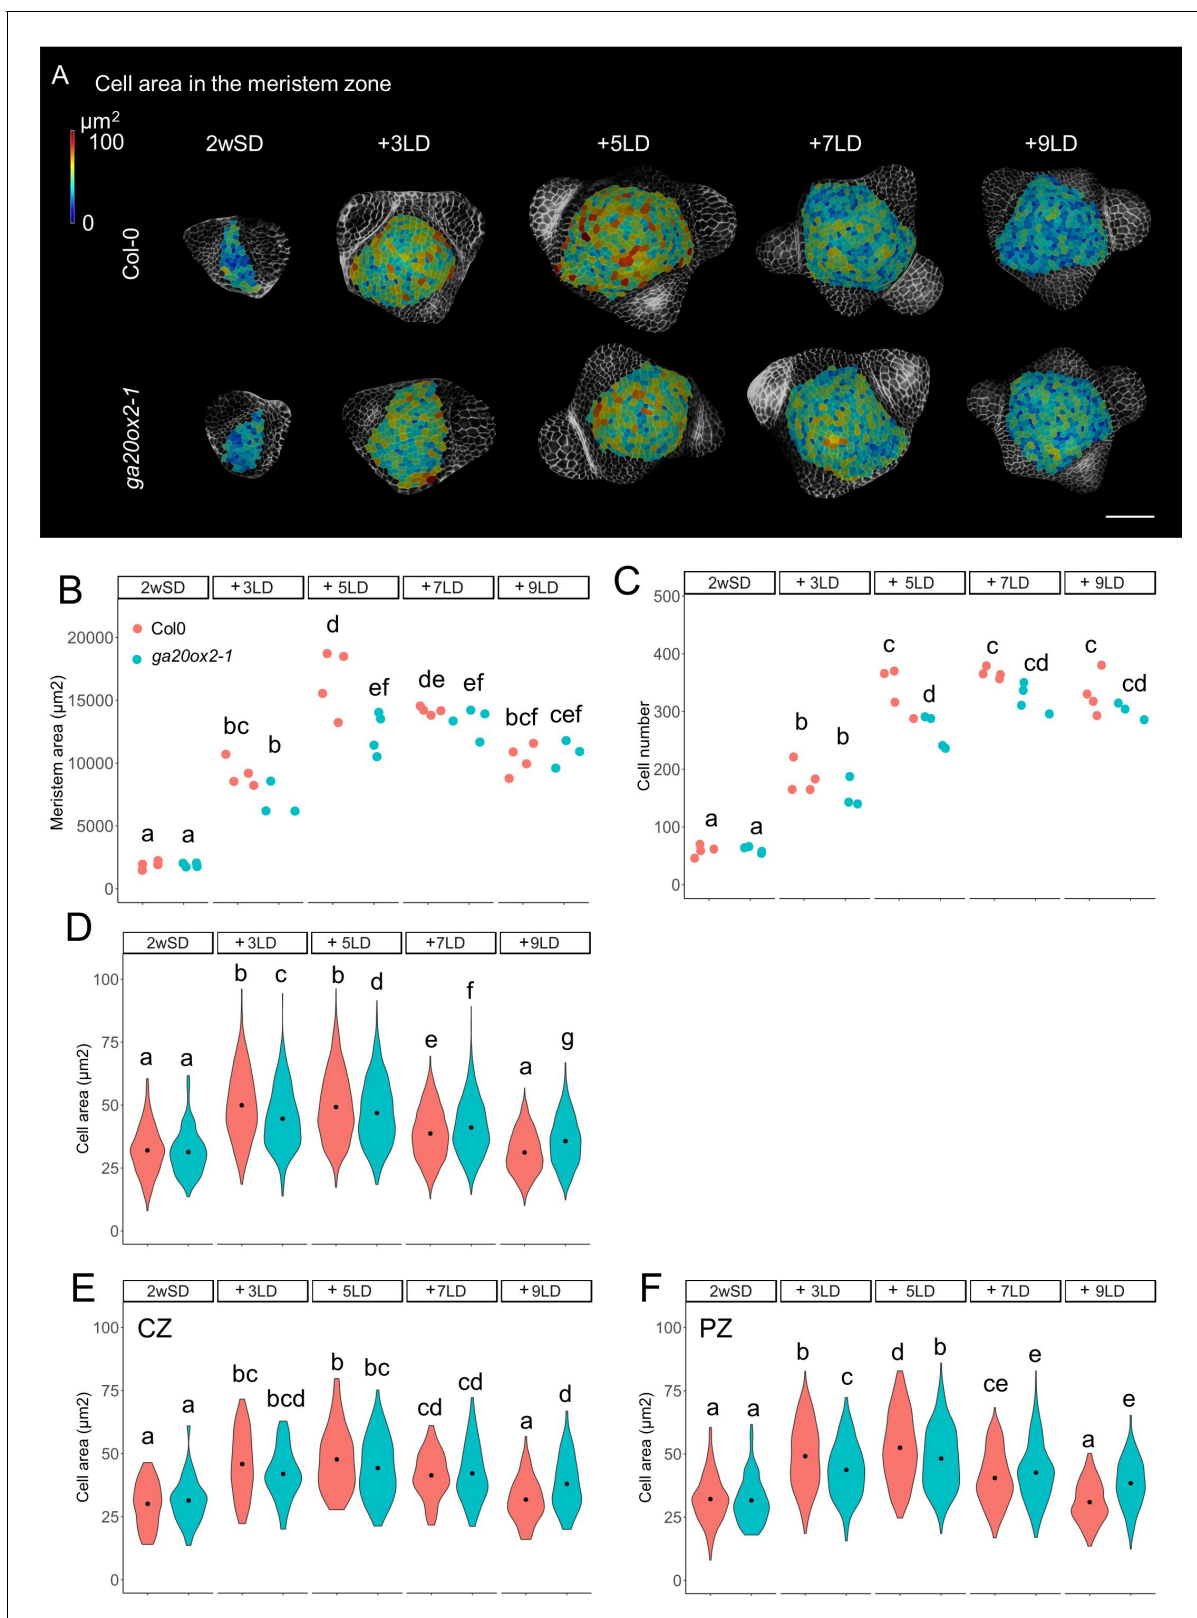 A Cell area in the meristem zone
µm2
100
0
2wSD +3LD +5LD +7LD +9LD
Col-0
ga20ox2-1
B
2wSD + 3LD + 5LD +7LD + 9LD
Meristem area (µm2)
20000
15000
10000
5000
0
Col0
ga20ox2-1
a a bc b d ef de ef bcf cef
C
2wSD + 3LD + 5LD + 7LD + 9LD
Cell number
500
400
300
200
100
0
a a b b c d c cd c cd
D
2wSD + 3LD + 5LD +7LD + 9LD
Cell area (µm2)
100
75
50
25
0
a a b c b d e f a g
E
2wSD + 3LD + 5LD +7LD + 9LD
CZ
Cell area (µm2)
100
75
50
25
0
a a bc bcd b bc cd cd a d
F
2wSD + 3LD + 5LD + 7LD + 9LD
PZ
Cell area (µm2)
100
75
50
25
0
a a b c d b ce e a e